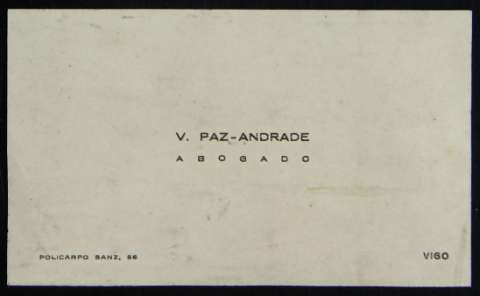 V. PAZ-ANDRADE
ABOGADO
POLICARPO SANZ, 56
VIGO